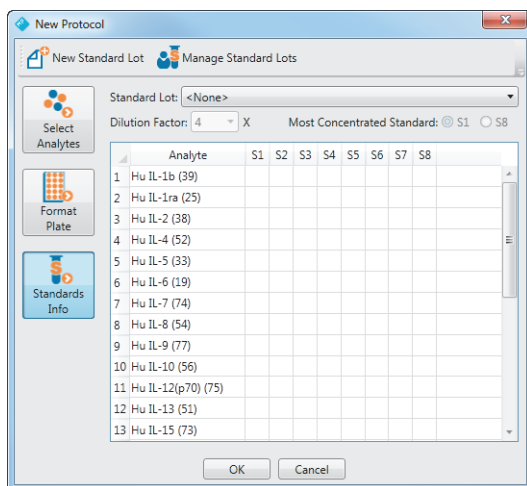 New Protocol
New Standard Lot Manage Standard Lots
Standard Lot: <None>
Dilution Factor: 4 X Most Concentrated Standard: S1 S8
Select
Analytes
Format
Plate
Standards
Info
Analyte S1 S2 S3 S4 S5 S6 S7 S8
1 Hu IL-1b (39)
2 Hu IL-1ra (25)
3 Hu IL-2 (38)
4 Hu IL-4 (52)
5 Hu IL-5 (33)
6 Hu IL-6 (19)
7 Hu IL-7 (74)
8 Hu IL-8 (54)
9 Hu IL-9 (77)
10 Hu IL-10 (56)
11 Hu IL-12(p70) (75)
12 Hu IL-13 (51)
13 Hu IL-15 (73)
OK Cancel